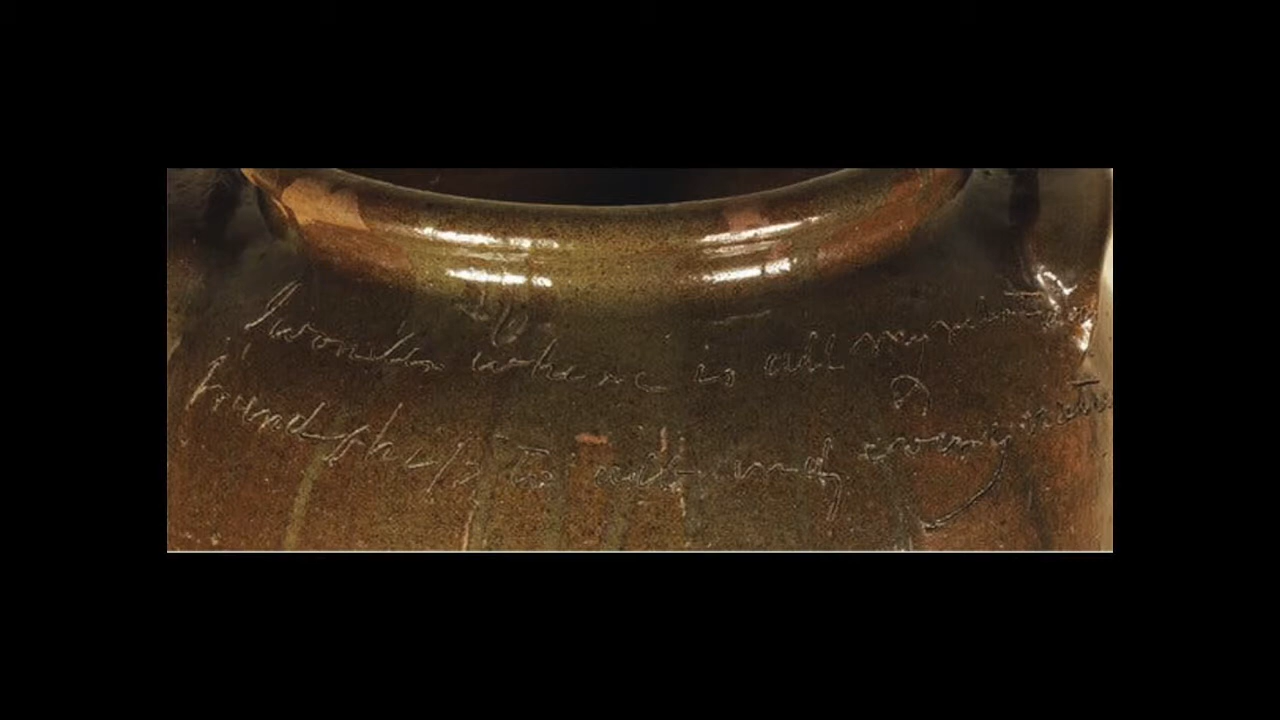 I wonder where is all my relation
friendship to all and every nation